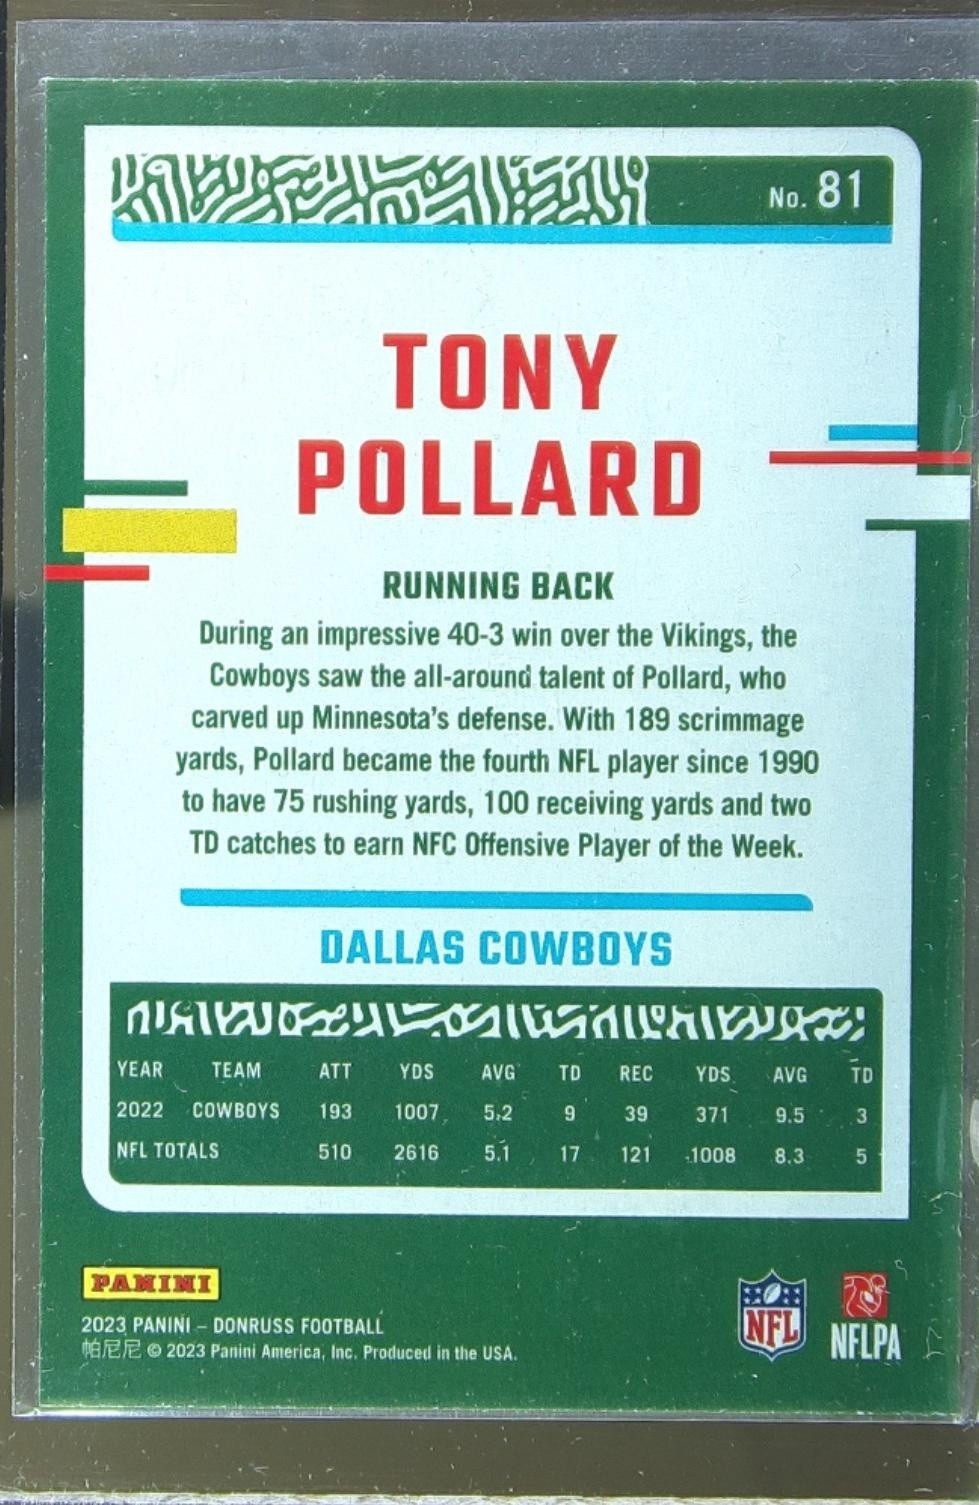 No. 81
TONY
POLLARD
RUNNING BACK
During an impressive 40-3 win over the Vikings, the
Cowboys saw the all-around talent of Pollard, who
carved up Minnesota's defense. With 189 scrimmage
yards, Pollard became the fourth NFL player since 1990
to have 75 rushing yards, 100 receiving yards and two
TD catches to earn NFC Offensive Player of the Week.
DALLAS COWBOYS
YEAR TEAM ATT YDS AVG TD REC YDS AVG TD
2022 COWBOYS 193 1007 5.2 9 39 371 9.5 3
NFL TOTALS 510 2616 5.1 17 121 1008 8.3 5
PANINI
2023 PANINI – DONRUSS FOOTBALL
帕尼尼 © 2023 Panini America, Inc. Produced in the USA.
NFL
NFLPA